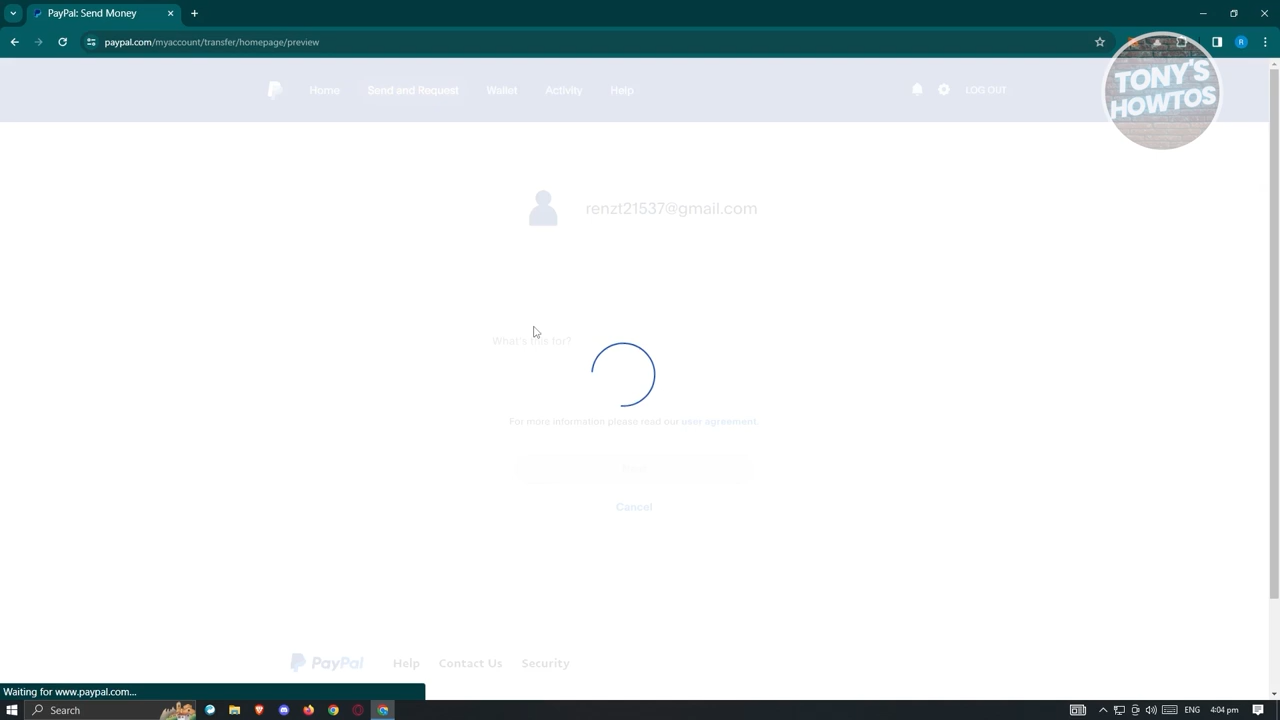 PayPal: Send Money
paypal.com/myaccount/transfer/homepage/preview
R
TONY'S
HOWTOS
Home
Send and Request
Wallet
Activity
Help
LOG OUT
renzt21537@gmail.com
What's this for?
For more information please read our user agreement.
Cancel
PayPal
Help
Contact Us
Security
Waiting for www.paypal.com...
Search
ENG
4:04 pm